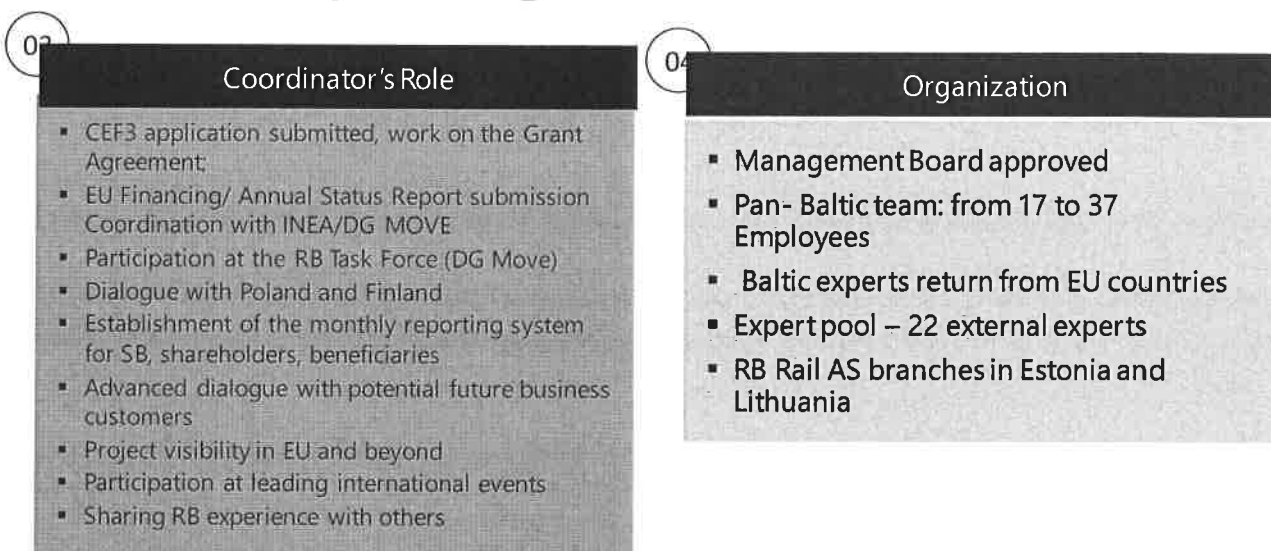 Coordinator's Role
▪ CEF3 application submitted, work on the Grant
Agreement;
▪ EU Financing/ Annual Status Report submission
Coordination with INEA/DG MOVE
▪ Participation at the RB Task Force (DG Move)
▪ Dialogue with Poland and Finland
▪ Establishment of the monthly reporting system
for SB, shareholders, beneficiaries
▪ Advanced dialogue with potential future business
customers
▪ Project visibility in EU and beyond
▪ Participation at leading international events
▪ Sharing RB experience with others
04
Organization
▪ Management Board approved
▪ Pan- Baltic team: from 17 to 37
Employees
▪ Baltic experts return from EU countries
▪ Expert pool – 22 external experts
▪ RB Rail AS branches in Estonia and
Lithuania